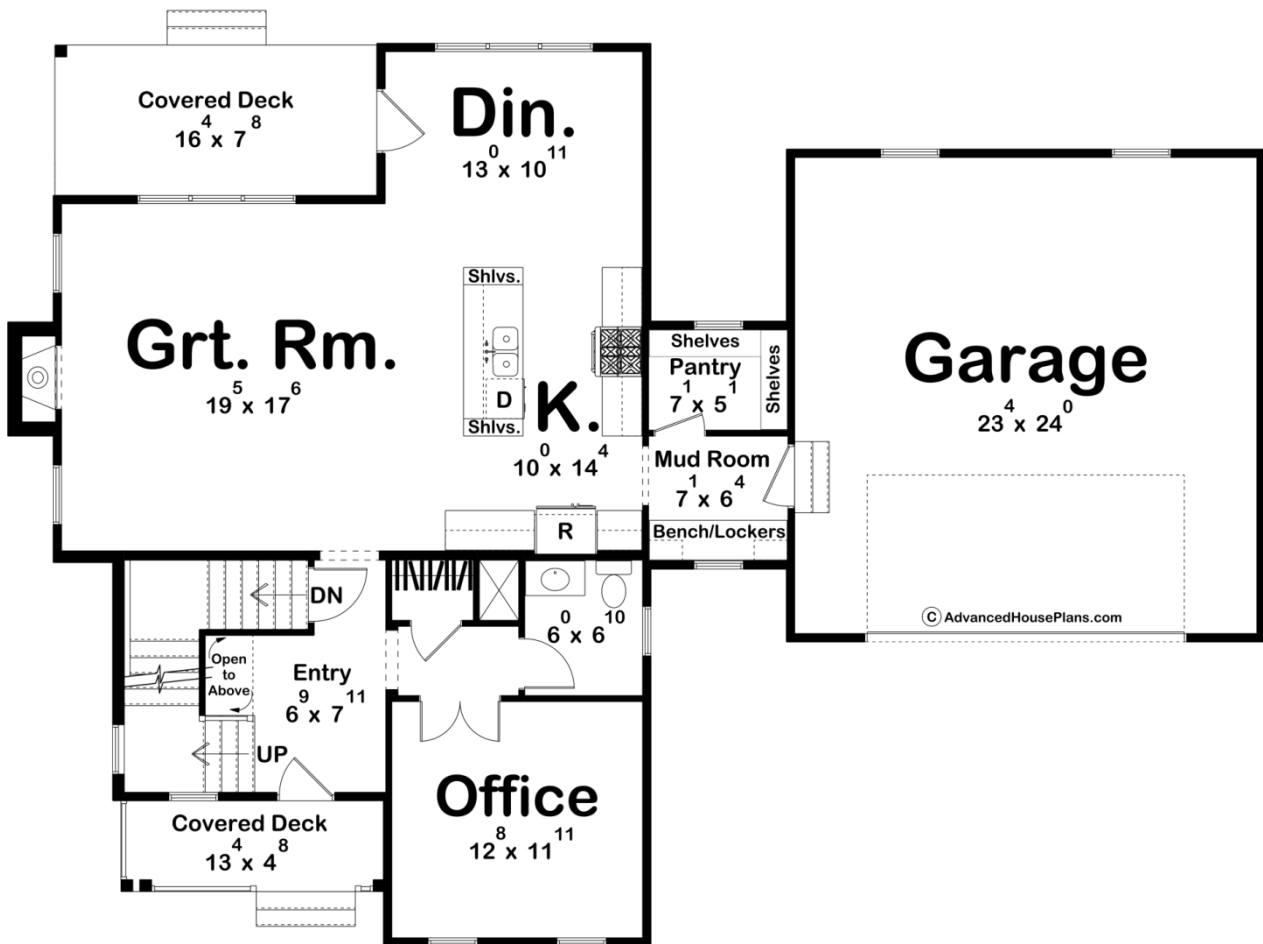 Covered Deck
16⁴ x 7⁸
Din.
13⁰ x 10¹¹
Shlvs.
Grt. Rm.
19⁵ x 17⁶
D
Shlvs.
K.
10⁰ x 14⁴
R
Shelves
Shelves
Pantry
7¹ x 5¹
Mud Room
7¹ x 6⁴
Bench/Lockers
Garage
23⁴ x 24⁰
© AdvancedHousePlans.com
DN
Open
to
Above
Entry
6⁹ x 7¹¹
UP
6⁰ x 6¹⁰
Office
12⁸ x 11¹¹
Covered Deck
13⁴ x 4⁸